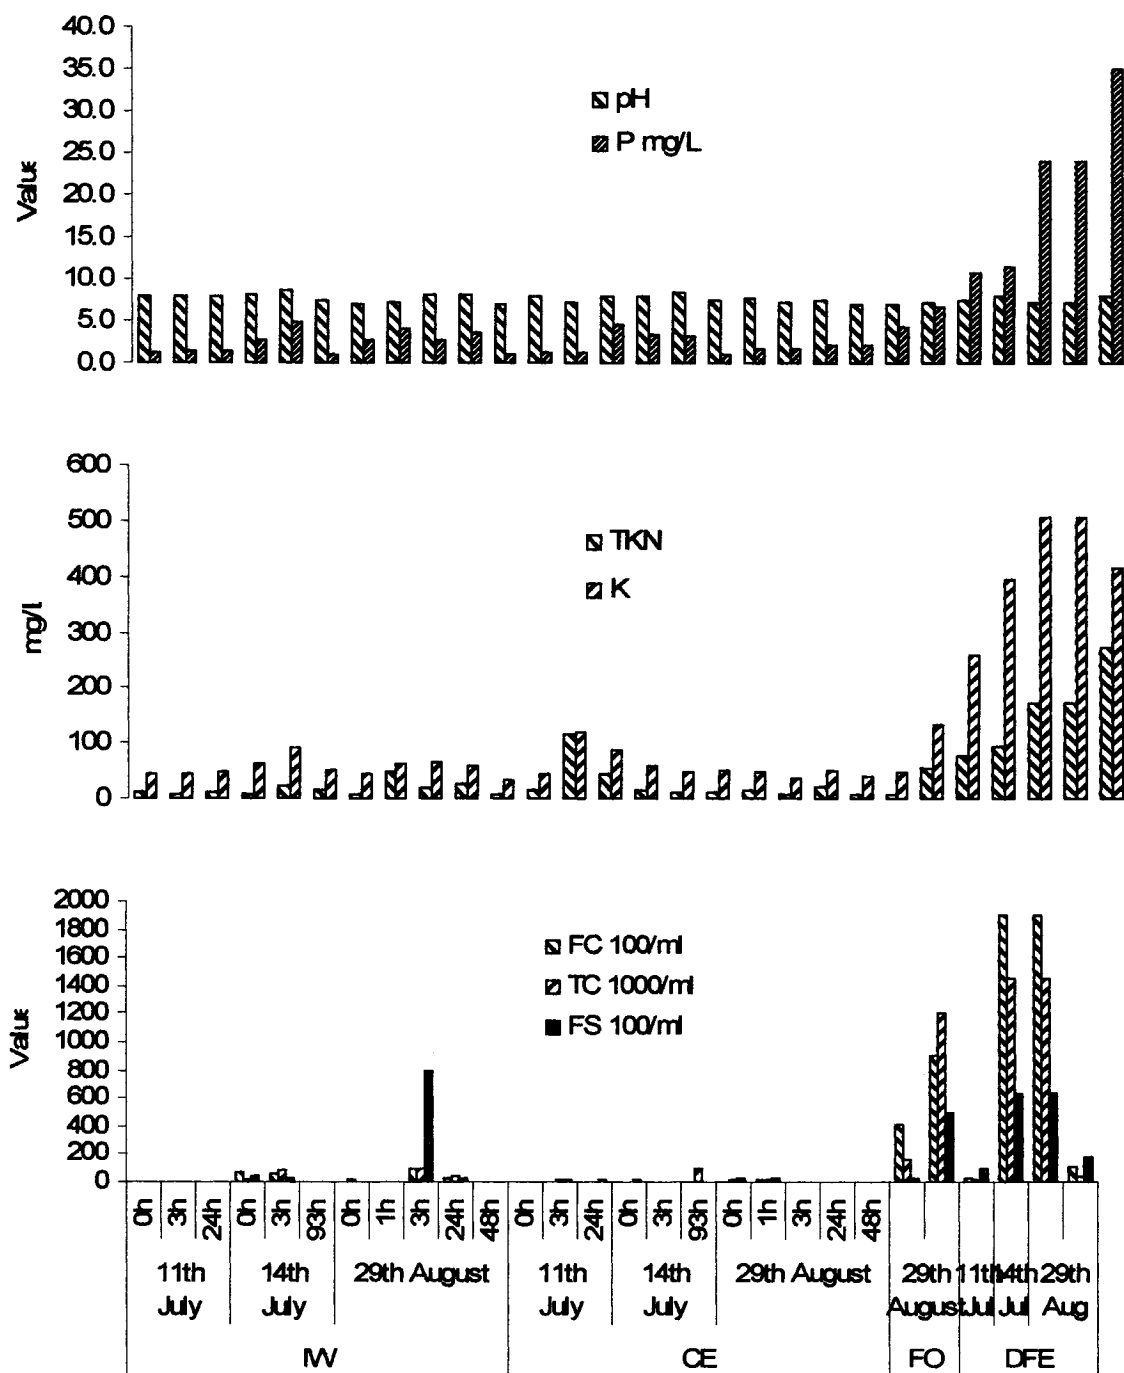 40.0
35.0
30.0
25.0
20.0
15.0
10.0
5.0
0.0
Value
pH
P mg/L
600
500
400
300
200
100
0
mg/l
TKN
K
2000
1800
1600
1400
1200
1000
800
600
400
200
0
Value
FC 100/ml
TC 1000/ml
FS 100/ml
0h 3h 24h 0h 3h 93h 0h 1h 3h 24h 48h 0h 3h 24h 0h 3h 93h 0h 1h 3h 24h 48h
11th 14th 29th August 11th 14th 29th August 29th 11th 14th 29th
July July July July August Jul Jul Aug
IW CE FO DFE